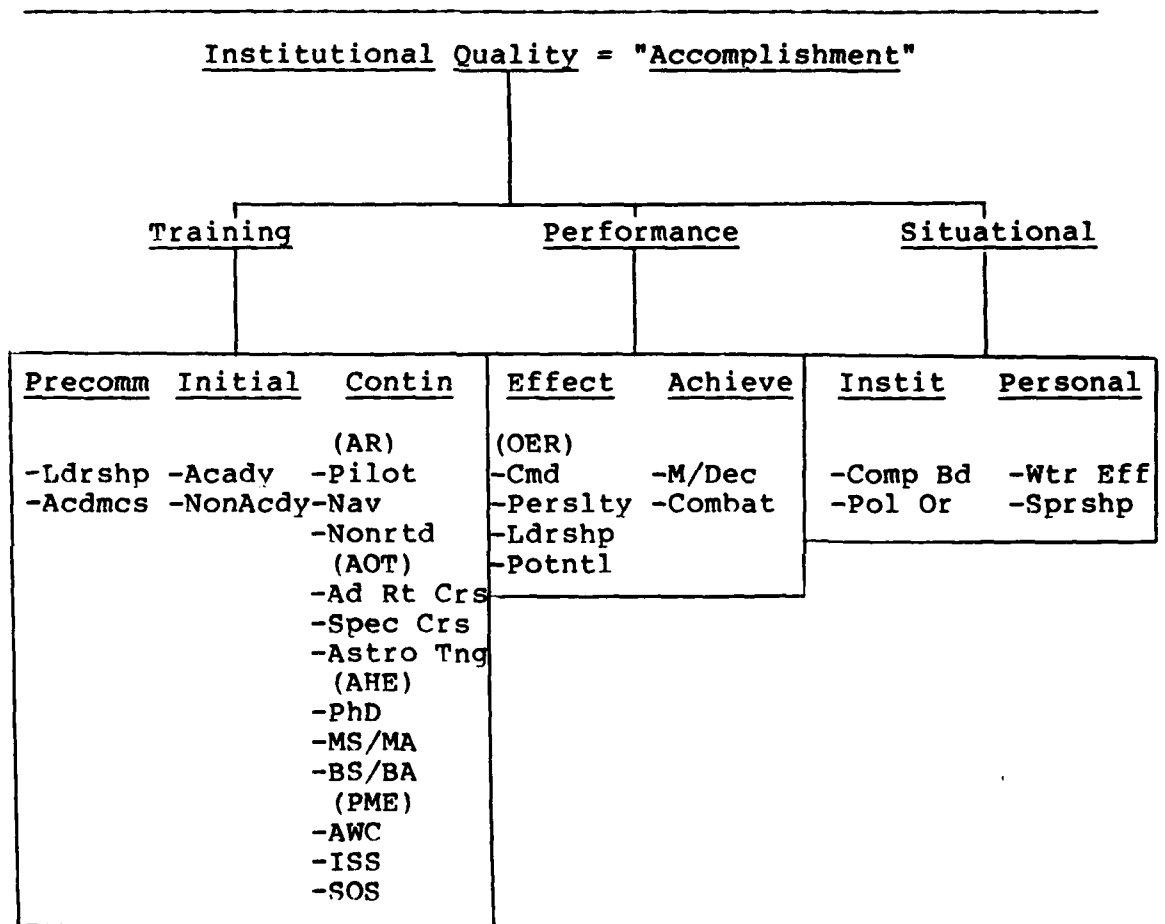 Institutional Quality = "Accomplishment"
Training Performance Situational
Precomm Initial Contin Effect Achieve Instit Personal
(AR) (OER)
-Ldrshp -Acady -Pilot -Cmd -M/Dec -Comp Bd -Wtr Eff
-Acdmcs -NonAcdy -Nav -Perslty -Combat -Pol Or -Sprshp
-Nonrtd -Ldrshp
(AOT) -Potntl
-Ad Rt Crs
-Spec Crs
-Astro Tng
(AHE)
-PhD
-MS/MA
-BS/BA
(PME)
-AWC
-ISS
-SOS